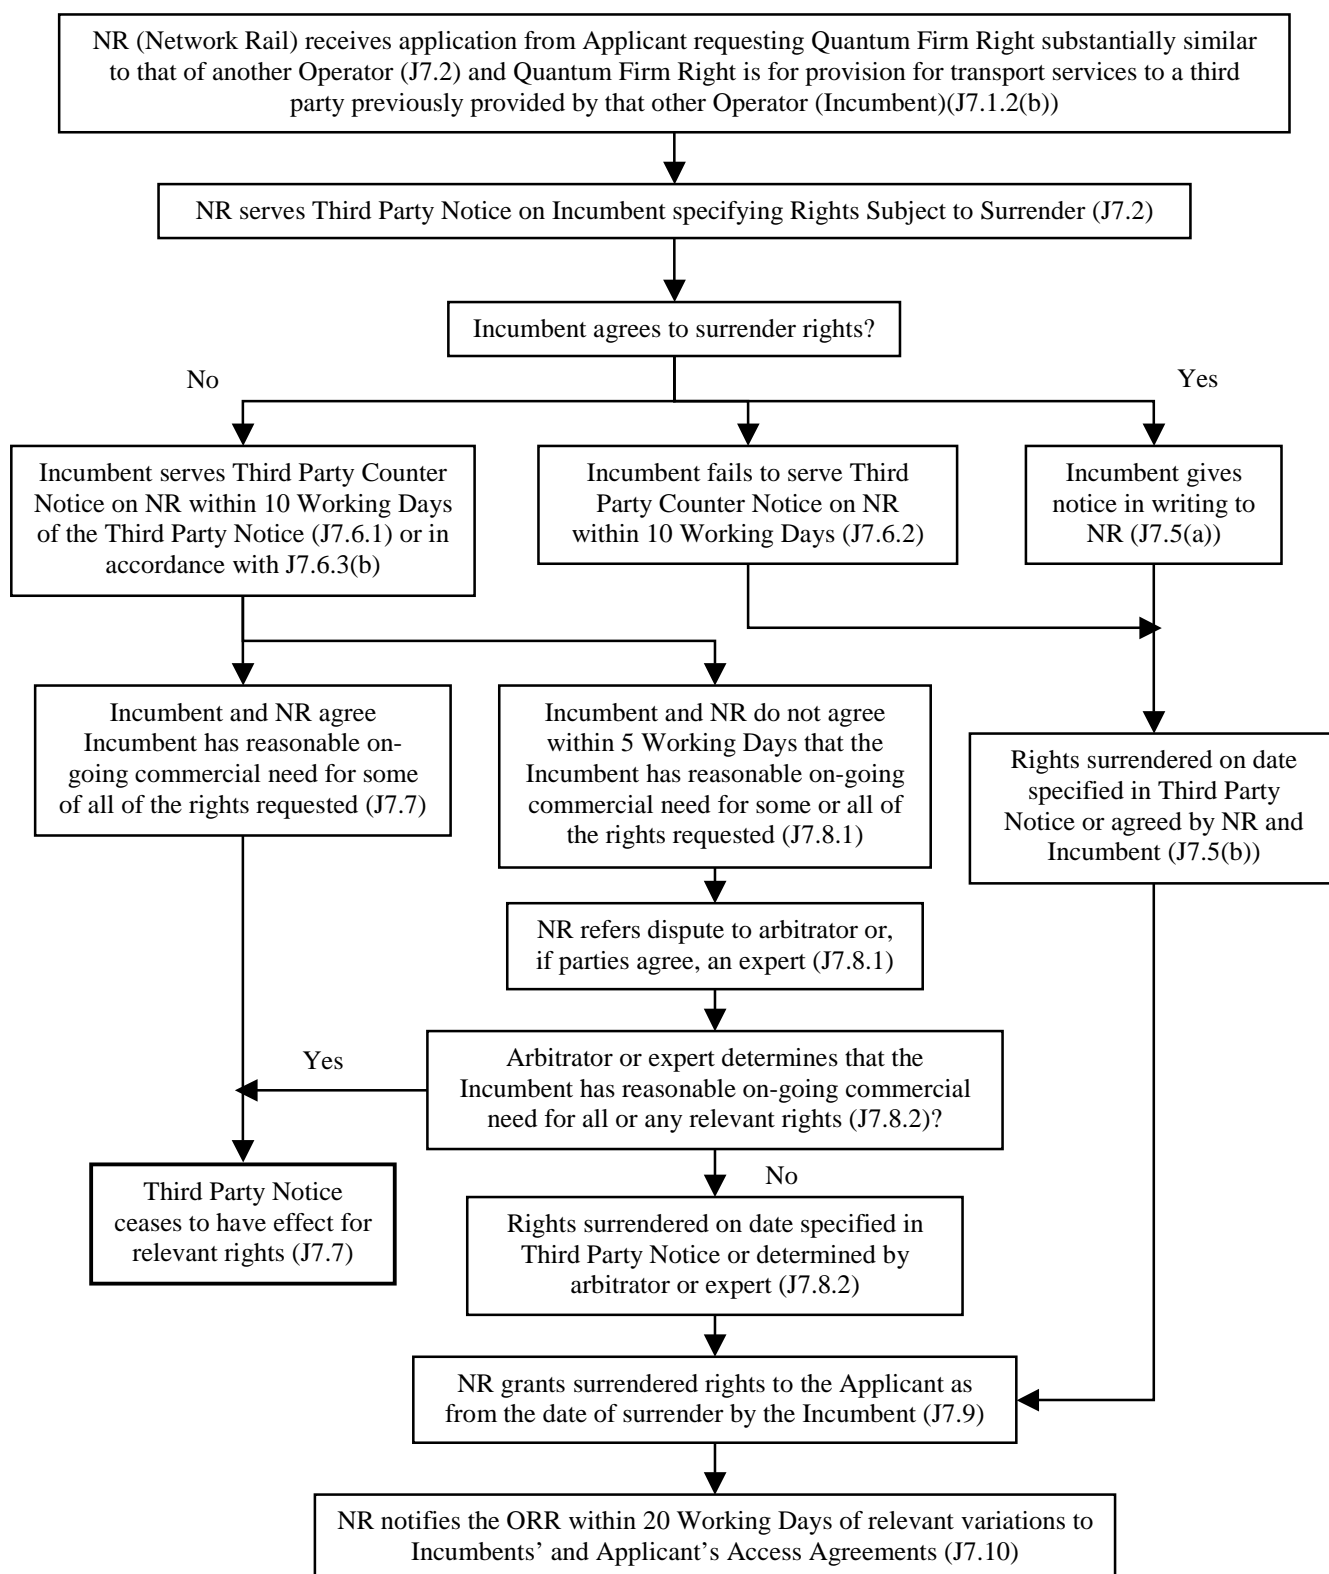 NR (Network Rail) receives application from Applicant requesting Quantum Firm Right substantially similar
to that of another Operator (J7.2) and Quantum Firm Right is for provision for transport services to a third
party previously provided by that other Operator (Incumbent)(J7.1.2(b))
NR serves Third Party Notice on Incumbent specifying Rights Subject to Surrender (J7.2)
Incumbent agrees to surrender rights?
No
Yes
Incumbent serves Third Party Counter
Notice on NR within 10 Working Days
of the Third Party Notice (J7.6.1) or in
accordance with J7.6.3(b)
Incumbent fails to serve Third
Party Counter Notice on NR
within 10 Working Days (J7.6.2)
Incumbent gives
notice in writing to
NR (J7.5(a))
Incumbent and NR agree
Incumbent has reasonable on-
going commercial need for some
of all of the rights requested (J7.7)
Incumbent and NR do not agree
within 5 Working Days that the
Incumbent has reasonable on-going
commercial need for some or all of
the rights requested (J7.8.1)
Rights surrendered on date
specified in Third Party
Notice or agreed by NR and
Incumbent (J7.5(b))
NR refers dispute to arbitrator or,
if parties agree, an expert (J7.8.1)
Yes
Arbitrator or expert determines that the
Incumbent has reasonable on-going commercial
need for all or any relevant rights (J7.8.2)?
No
Third Party Notice
ceases to have effect for
relevant rights (J7.7)
Rights surrendered on date specified in
Third Party Notice or determined by
arbitrator or expert (J7.8.2)
NR grants surrendered rights to the Applicant as
from the date of surrender by the Incumbent (J7.9)
NR notifies the ORR within 20 Working Days of relevant variations to
Incumbents’ and Applicant’s Access Agreements (J7.10)